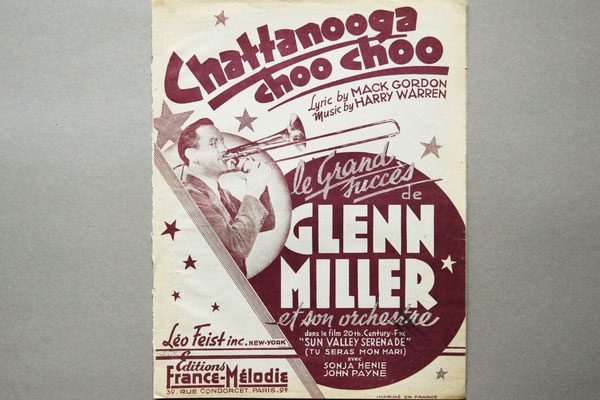 Chattanooga
choo choo
Lyric by MACK GORDON
Music by HARRY WARREN
le Grand
succès
de
GLENN
MILLER
et son orchestre
dans le film 20th. Century-Fox
"SUN VALLEY SERENADE"
(TU SERAS MON MARI)
avec
SONJA HENIE
JOHN PAYNE
Léo Feist inc. NEW-YORK
Editions
France-Mélodie
39, RUE CONDORCET, PARIS_9e
IMPRIMÉ EN FRANCE